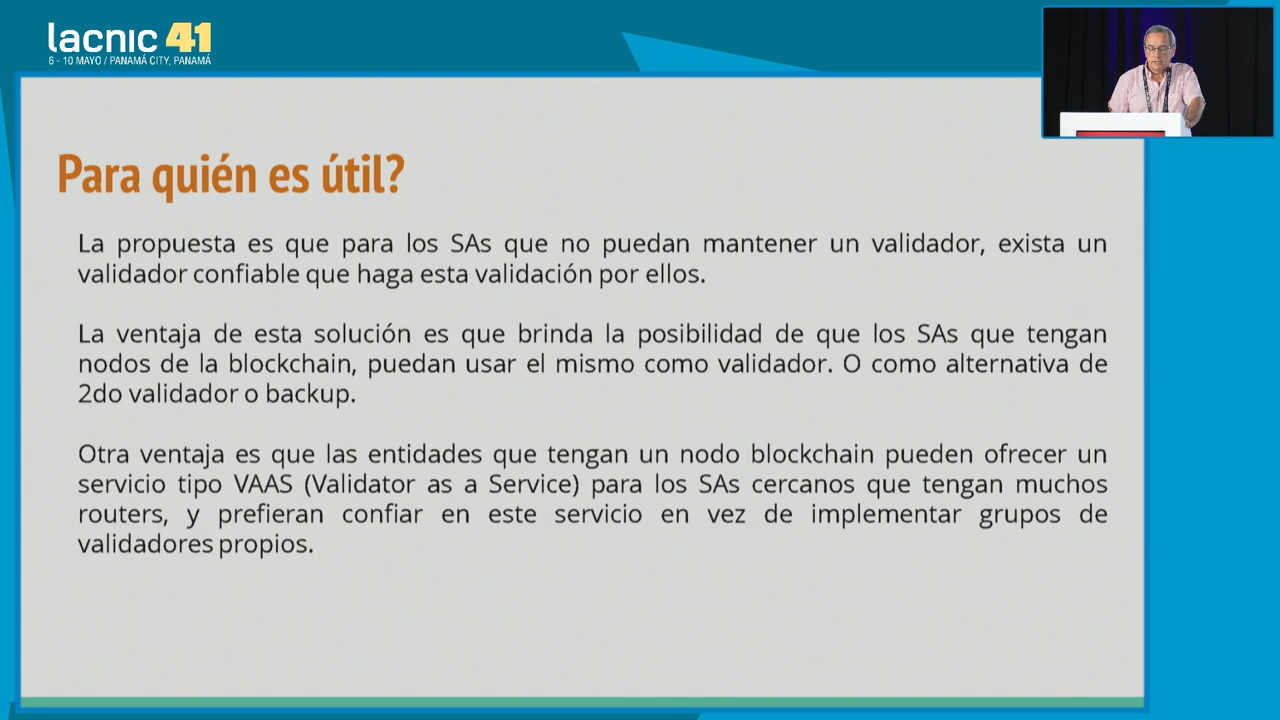 lacnic 41
6 - 10 MAYO / PANAMÁ CITY, PANAMÁ
Para quién es útil?
La propuesta es que para los SAs que no puedan mantener un validador, exista un
validador confiable que haga esta validación por ellos.
La ventaja de esta solución es que brinda la posibilidad de que los SAs que tengan
nodos de la blockchain, puedan usar el mismo como validador. O como alternativa de
2do validador o backup.
Otra ventaja es que las entidades que tengan un nodo blockchain pueden ofrecer un
servicio tipo VAAS (Validator as a Service) para los SAs cercanos que tengan muchos
routers, y prefieran confiar en este servicio en vez de implementar grupos de
validadores propios.